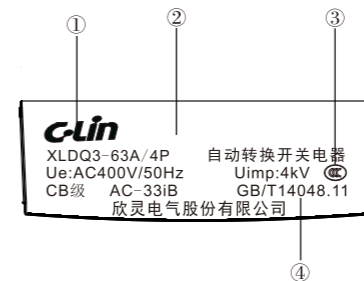 ① ② ③
C-Lin
XLDQ3-63A/4P 自动转换开关电器
Ue:AC400V/50Hz Uimp:4kV CCC
CB级 AC-33iB GB/T14048.11
欣灵电气股份有限公司
④